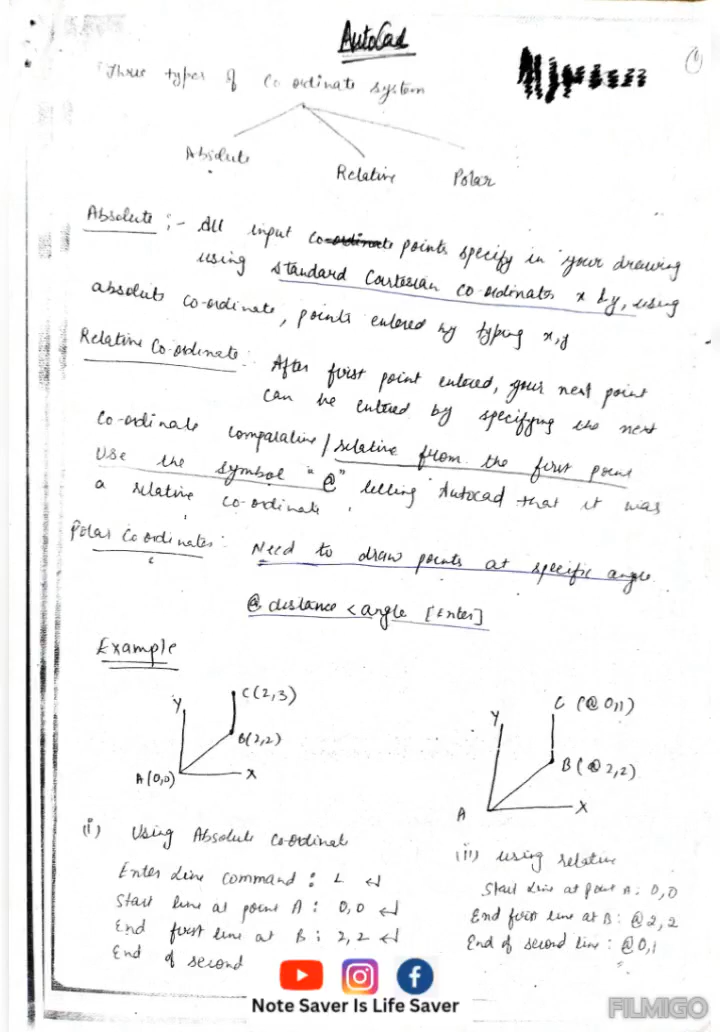 AutoCad
(1)
Three types of Co ordinate system
Absolute
Relative
Polar
Absolute :- All input co-ordinate points specify in your drawing
using standard Cartesian co-ordinates x & y, using
absolute co-ordinate, points entered by typing x,y
Relative Co-ordinate: After first point entered, your next point
can be entered by specifying the next
co-ordinate comparative / relative from the first point
Use the symbol "@" telling Autocad that it was
a relative co-ordinate.
Polar Co ordinates: Need to draw points at specific angle
@ distance < angle [Enter]
Example
Y
C(2,3)
B(2,2)
A(0,0)
X
Y
C (@ 0,1)
B (@ 2,2)
A
X
(i) Using Absolute Co-ordinat
Enter Line command : L ↵
Start line at point A : 0,0 ↵
End first line at B : 2,2 ↵
End of second
(ii) using relative
Start line at point A: 0,0
End first line at B: @2,2
End of second line : @0,1
Note Saver Is Life Saver
FILMIGO